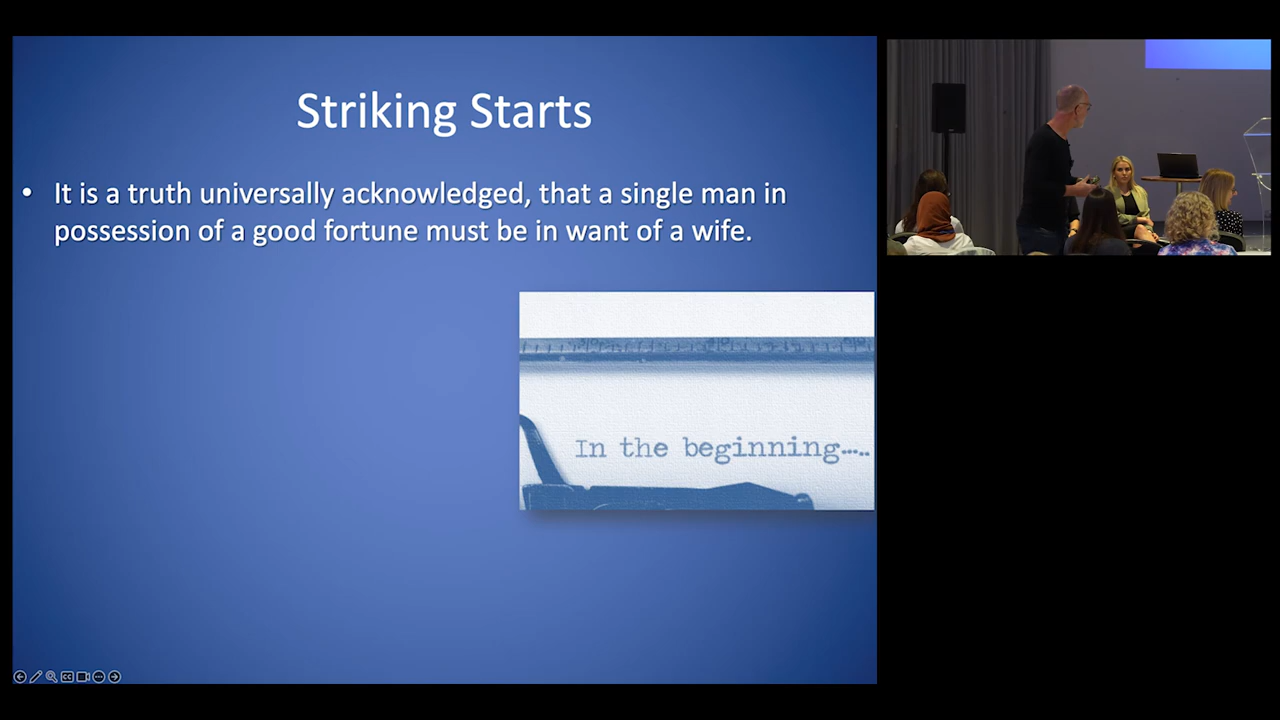 Striking Starts
• It is a truth universally acknowledged, that a single man in
possession of a good fortune must be in want of a wife.
In the beginning.....